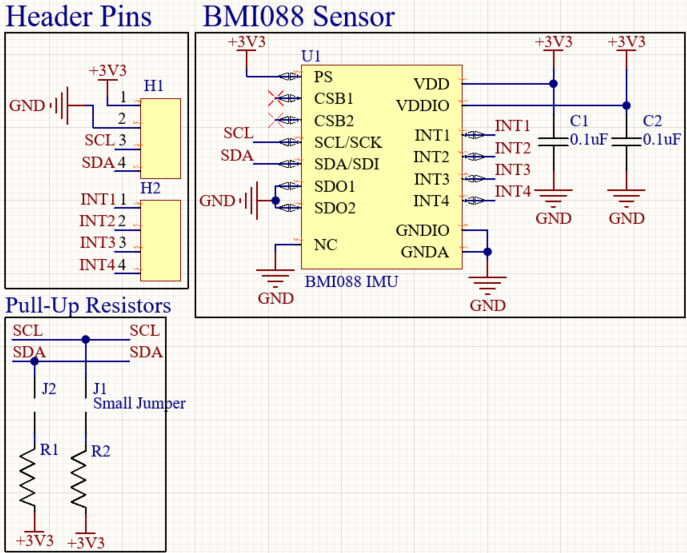 Header Pins
+3V3
H1
GND
1
2
SCL 3
SDA 4
H2
INT1 1
INT2 2
INT3 3
INT4 4
BMI088 Sensor
+3V3
U1
PS
CSB1
CSB2
SCL
SCL/SCK
SDA
SDA/SDI
SDO1
GND
SDO2
NC
GND
VDD
VDDIO
INT1
INT1
INT2
INT2
INT3
INT3
INT4
INT4
GNDIO
GNDA
GND
BMI088 IMU
+3V3
+3V3
C1
0.1uF
C2
0.1uF
GND
GND
Pull-Up Resistors
SCL
SCL
SDA
SDA
J2
J1
Small Jumper
R1
R2
+3V3
+3V3